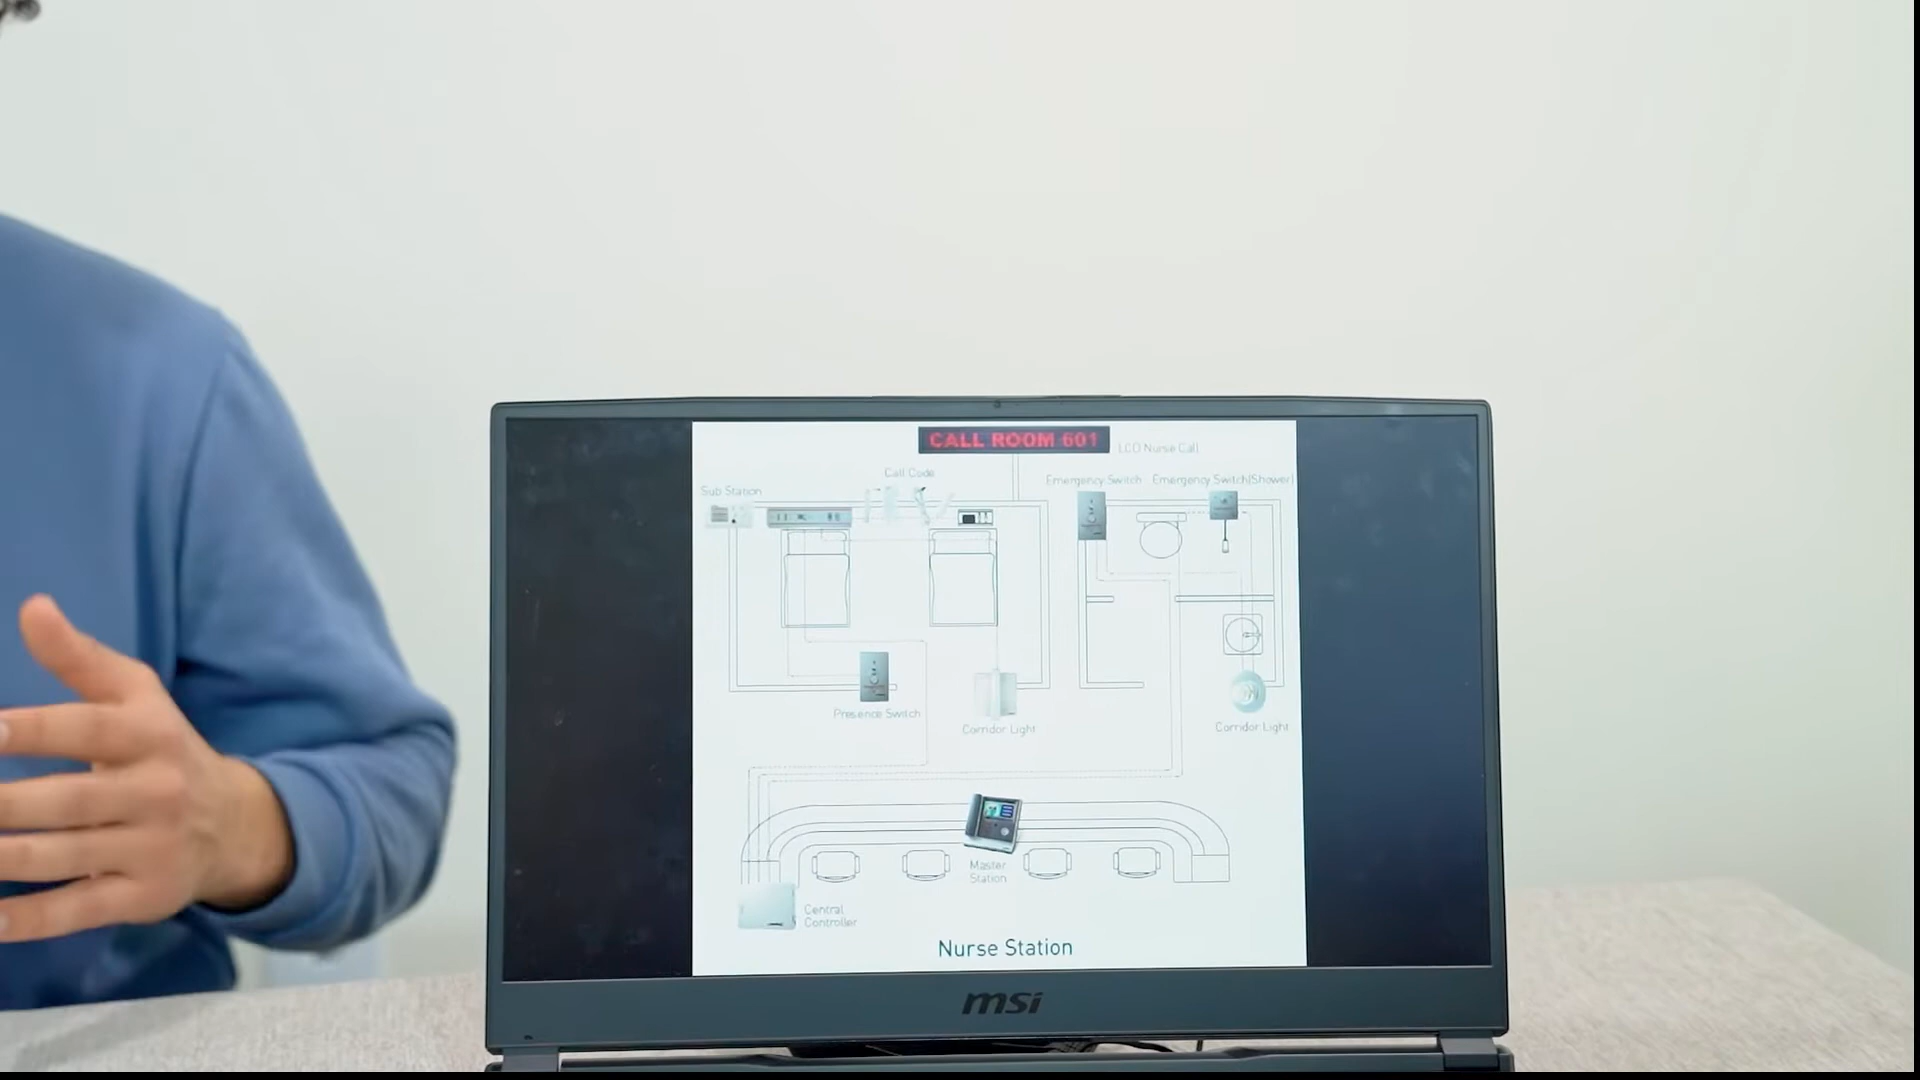 CALL ROOM 601
LCD Nurse Call
Call Code
Sub Station
Emergency Switch
Emergency Switch(Shower)
Presence Switch
Corridor Light
Corridor Light
Master
Station
Central
Controller
Nurse Station
msi